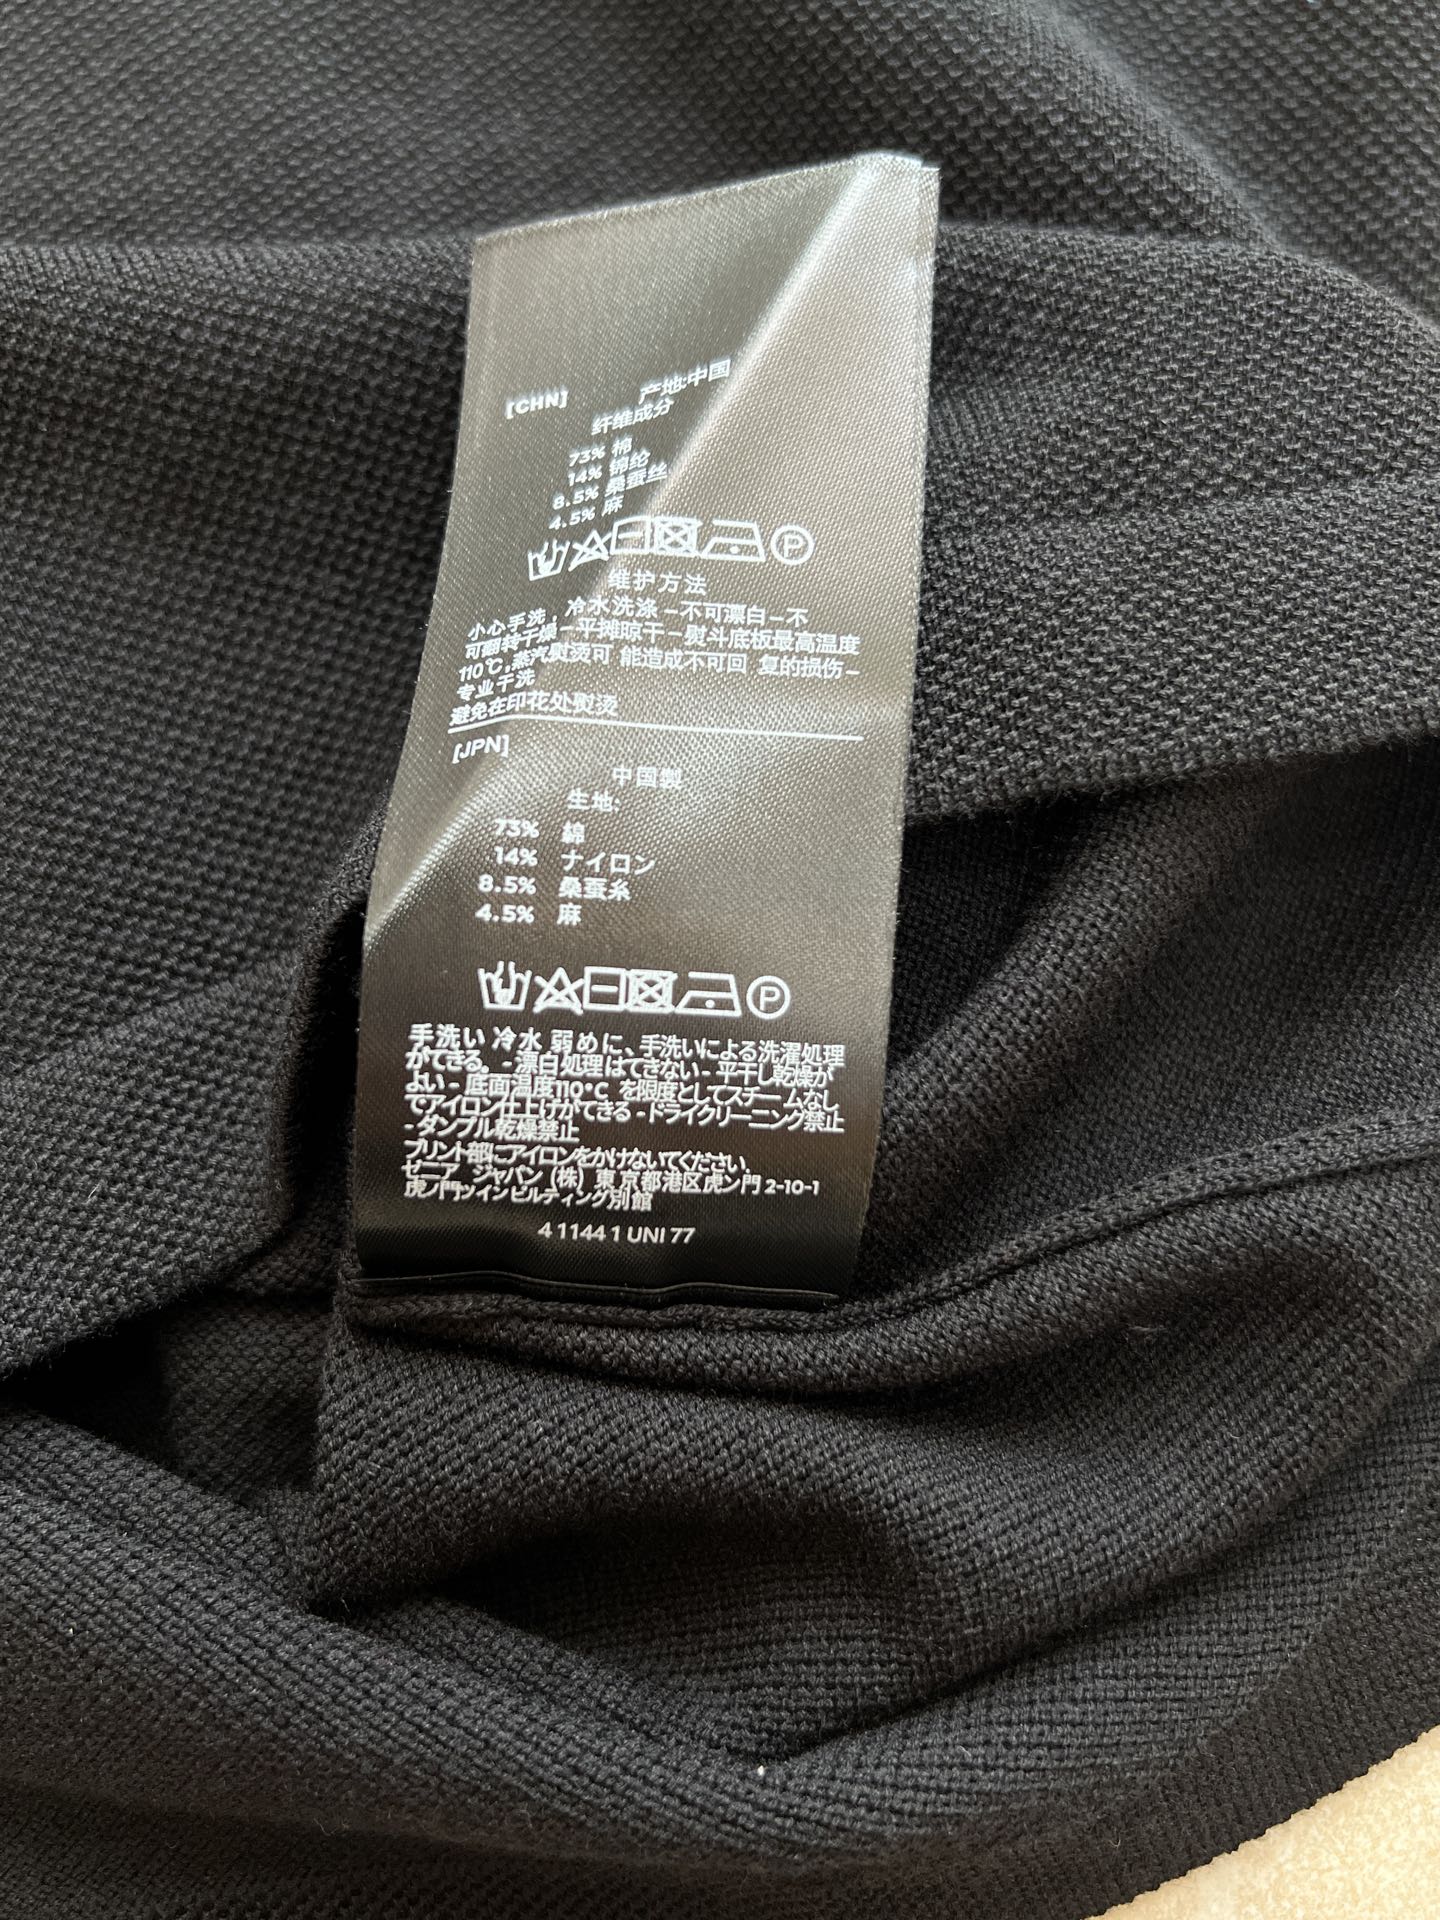 [CHN] 产地:中国
纤维成分
73% 棉
14% 锦纶
8.5% 桑蚕丝
4.5% 麻
P
维护方法
小心手洗, 冷水洗涤-不可漂白-不
可翻转干燥-平摊晾干-熨斗底板最高温度
110℃,蒸汽熨烫可 能造成不可回 复的损伤-
专业干洗
避免在印花处熨烫
[JPN]
中国製
生地:
73% 綿
14% ナイロン
8.5% 桑蚕糸
4.5% 麻
P
手洗い 冷水 弱めに、手洗いによる洗濯処理
ができる。- 漂白処理はできない - 平干し乾燥が
よい - 底面温度110°C を限度としてスチームなし
でアイロン仕上げができる - ドライクリーニング禁止
- ダンプル乾燥禁止
プリント部にアイロンをかけないてください.
ゼニア ジャパン (株) 東京都港区虎ン門 2-10-1
虎ノ門ツインビルティング別館
4 1144 1 UNI 77